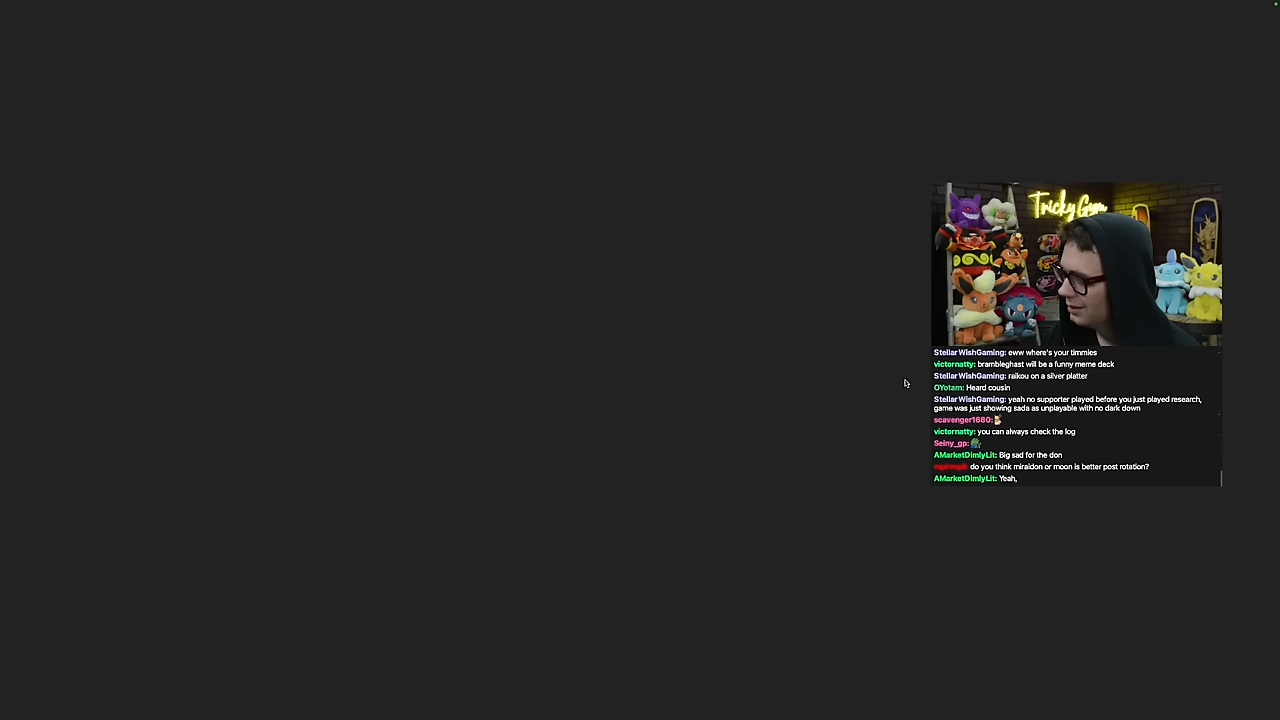 Tricky Gym
StellarWishGaming: eww where's your timmies
victornatty: brambleghast will be a funny meme deck
StellarWishGaming: raikou on a silver platter
OYotam: Heard cousin
StellarWishGaming: yeah no supporter played before you just played research,
game was just showing sada as unplayable with no dark down
scavenger1680:
victornatty: you can always check the log
Seiny_gp:
AMarketDimlyLit: Big sad for the don
do you think miraidon or moon is better post rotation?
AMarketDimlyLit: Yeah,